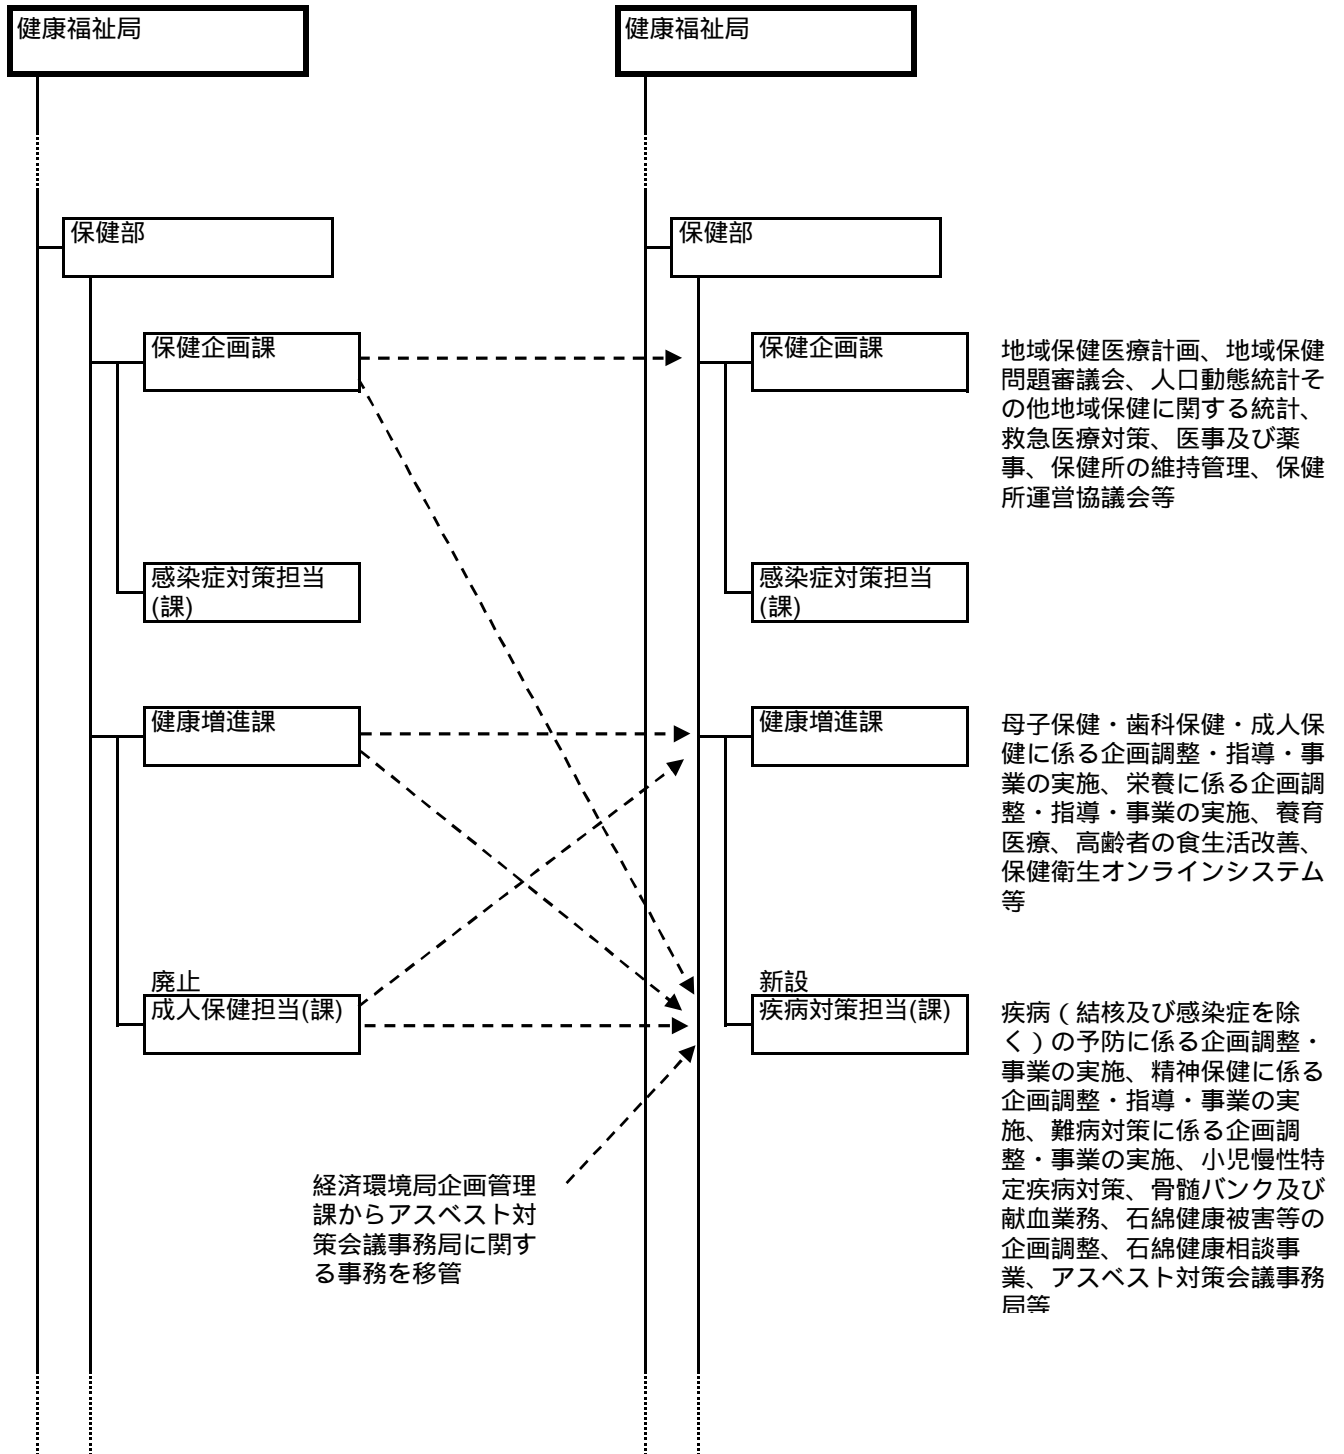 健康福祉局
健康福祉局
保健部
保健部
保健企画課
保健企画課
地域保健医療計画、地域保健
問題審議会、人口動態統計そ
の他地域保健に関する統計、
救急医療対策、医事及び薬
事、保健所の維持管理、保健
所運営協議会等
感染症対策担当
(課)
感染症対策担当
(課)
健康増進課
健康増進課
母子保健・歯科保健・成人保
健に係る企画調整・指導・事
業の実施、栄養に係る企画調
整・指導・事業の実施、養育
医療、高齢者の食生活改善、
保健衛生オンラインシステム
等
廃止
成人保健担当(課)
新設
疾病対策担当(課)
疾病（結核及び感染症を除
く）の予防に係る企画調整・
事業の実施、精神保健に係る
企画調整・指導・事業の実
施、難病対策に係る企画調
整・事業の実施、小児慢性特
定疾病対策、骨髄バンク及び
献血業務、石綿健康被害等の
企画調整、石綿健康相談事
業、アスベスト対策会議事務
局等
経済環境局企画管理
課からアスベスト対
策会議事務局に関す
る事務を移管